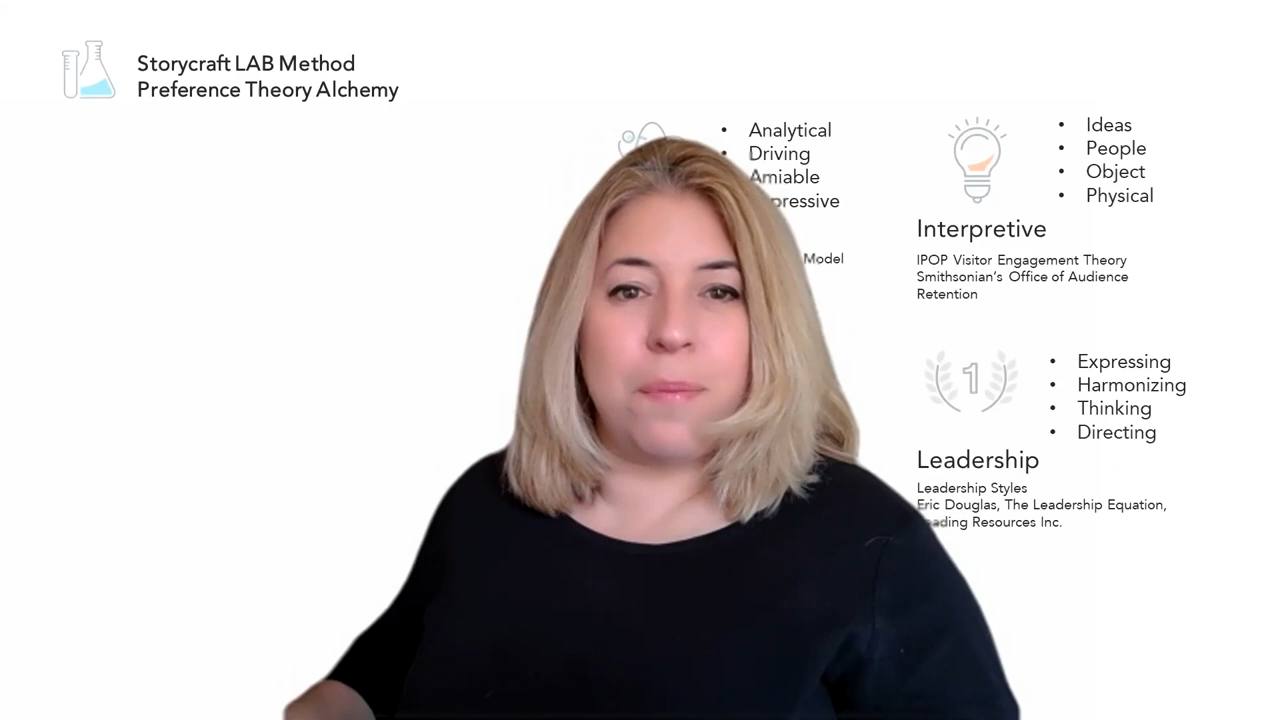 Storycraft LAB Method
Preference Theory Alchemy
• Analytical
• Driving
Amiable
• Ideas
• People
• Object
• Physical
Interpretive
Model
IPOP Visitor Engagement Theory
Smithsonian's Office of Audience
Retention
1
• Expressing
• Harmonizing
• Thinking
• Directing
Leadership
Leadership Styles
Eric Douglas, The Leadership Equation,
Resources Inc.